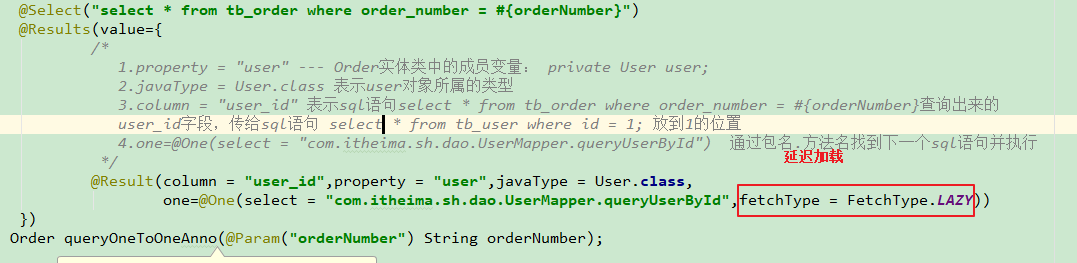 @Select("select * from tb_order where order_number = #{orderNumber}")
@Results(value={
/*
1.property = "user" --- Order实体类中的成员变量： private User user;
2.javaType = User.class 表示user对象所属的类型
3.column = "user_id" 表示sql语句select * from tb_order where order_number = #{orderNumber}查询出来的
user_id字段，传给sql语句 select * from tb_user where id = 1; 放到1的位置
4.one=@One(select = "com.itheima.sh.dao.UserMapper.queryUserById") 通过包名.方法名找到下一个sql语句并执行
*/
延迟加载
@Result(column = "user_id",property = "user",javaType = User.class,
one=@One(select = "com.itheima.sh.dao.UserMapper.queryUserById",fetchType = FetchType.LAZY))
})
Order queryOneToOneAnno(@Param("orderNumber") String orderNumber);